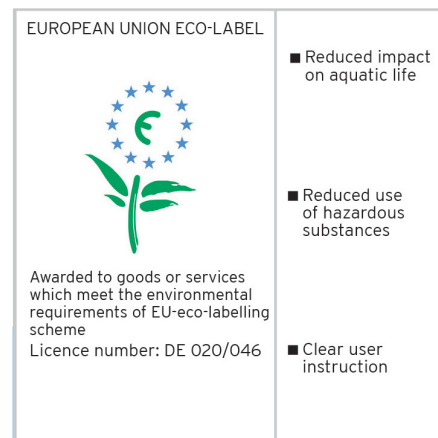 EUROPEAN UNION ECO-LABEL
Є
Awarded to goods or services
which meet the environmental
requirements of EU-eco-labelling
scheme
Licence number: DE 020/046
■ Reduced impact
on aquatic life
■ Reduced use
of hazardous
substances
■ Clear user
instruction